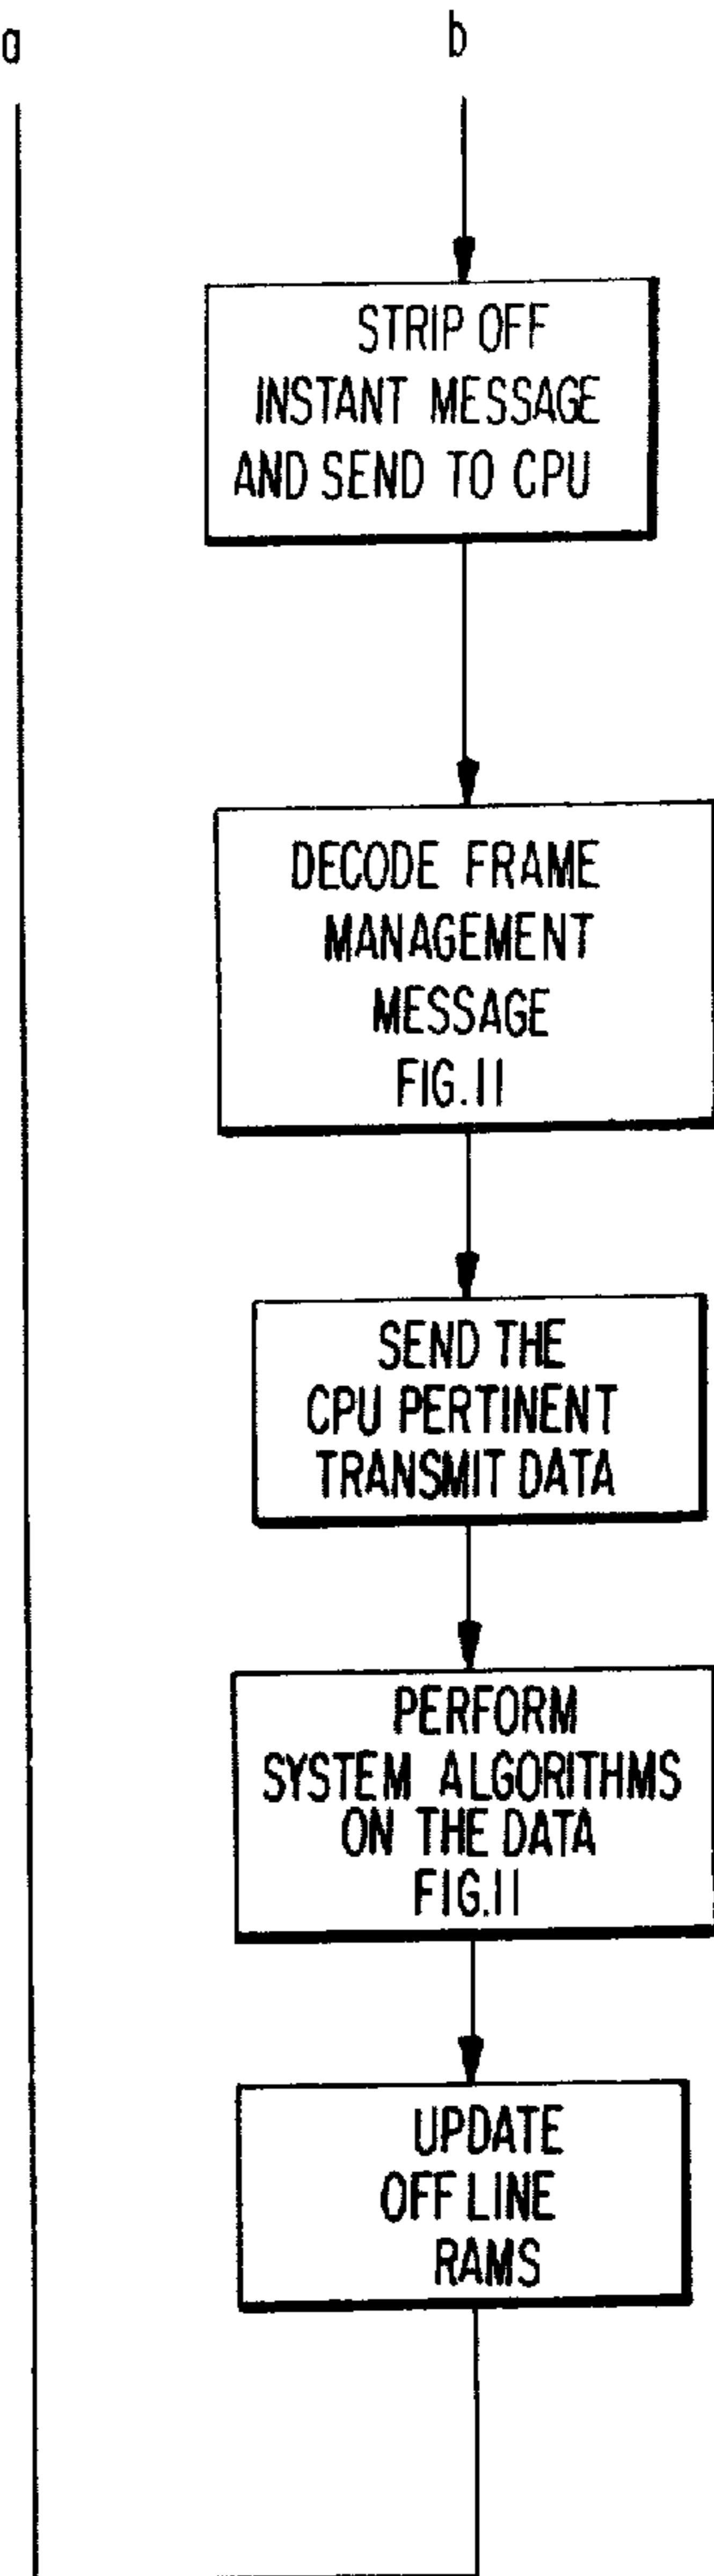 a
b
STRIP OFF
INSTANT MESSAGE
AND SEND TO CPU
DECODE FRAME
MANAGEMENT
MESSAGE
FIG.11
SEND THE
CPU PERTINENT
TRANSMIT DATA
PERFORM
SYSTEM ALGORITHMS
ON THE DATA
FIG.11
UPDATE
OFF LINE
RAMS